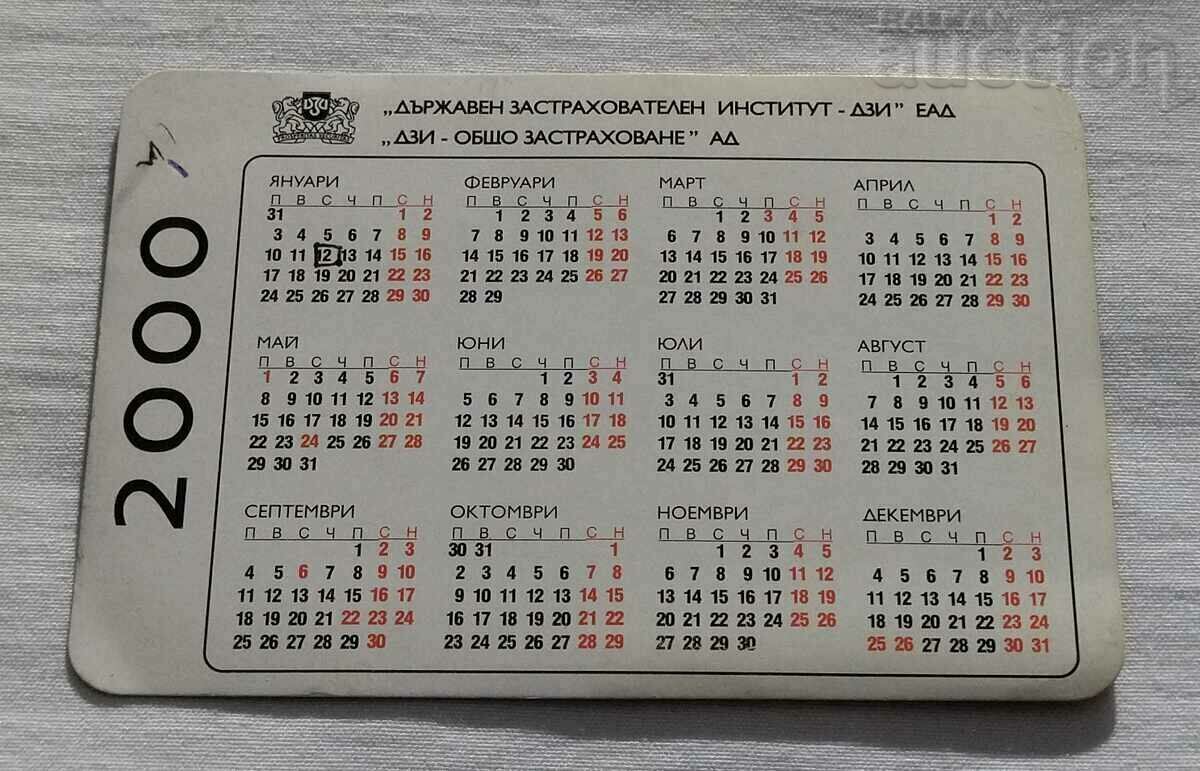 BALKAN
auction
„ДЪРЖАВЕН ЗАСТРАХОВАТЕЛЕН ИНСТИТУТ - ДЗИ” ЕАД
„ДЗИ - ОБЩО ЗАСТРАХОВАНЕ” АД
2000
ЯНУАРИ
П В С Ч П С Н
31 1 2
3 4 5 6 7 8 9
10 11 12 13 14 15 16
17 18 19 20 21 22 23
24 25 26 27 28 29 30
ФЕВРУАРИ
П В С Ч П С Н
1 2 3 4 5 6
7 8 9 10 11 12 13
14 15 16 17 18 19 20
21 22 23 24 25 26 27
28 29
МАРТ
П В С Ч П С Н
1 2 3 4 5
6 7 8 9 10 11 12
13 14 15 16 17 18 19
20 21 22 23 24 25 26
27 28 29 30 31
АПРИЛ
П В С Ч П С Н
1 2
3 4 5 6 7 8 9
10 11 12 13 14 15 16
17 18 19 20 21 22 23
24 25 26 27 28 29 30
МАЙ
П В С Ч П С Н
1 2 3 4 5 6 7
8 9 10 11 12 13 14
15 16 17 18 19 20 21
22 23 24 25 26 27 28
29 30 31
ЮНИ
П В С Ч П С Н
1 2 3 4
5 6 7 8 9 10 11
12 13 14 15 16 17 18
19 20 21 22 23 24 25
26 27 28 29 30
ЮЛИ
П В С Ч П С Н
31 1 2
3 4 5 6 7 8 9
10 11 12 13 14 15 16
17 18 19 20 21 22 23
24 25 26 27 28 29 30
АВГУСТ
П В С Ч П С Н
1 2 3 4 5 6
7 8 9 10 11 12 13
14 15 16 17 18 19 20
21 22 23 24 25 26 27
28 29 30 31
СЕПТЕМВРИ
П В С Ч П С Н
1 2 3
4 5 6 7 8 9 10
11 12 13 14 15 16 17
18 19 20 21 22 23 24
25 26 27 28 29 30
ОКТОМВРИ
П В С Ч П С Н
30 31 1
2 3 4 5 6 7 8
9 10 11 12 13 14 15
16 17 18 19 20 21 22
23 24 25 26 27 28 29
НОЕМВРИ
П В С Ч П С Н
1 2 3 4 5
6 7 8 9 10 11 12
13 14 15 16 17 18 19
20 21 22 23 24 25 26
27 28 29 30
ДЕКЕМВРИ
П В С Ч П С Н
1 2 3
4 5 6 7 8 9 10
11 12 13 14 15 16 17
18 19 20 21 22 23 24
25 26 27 28 29 30 31